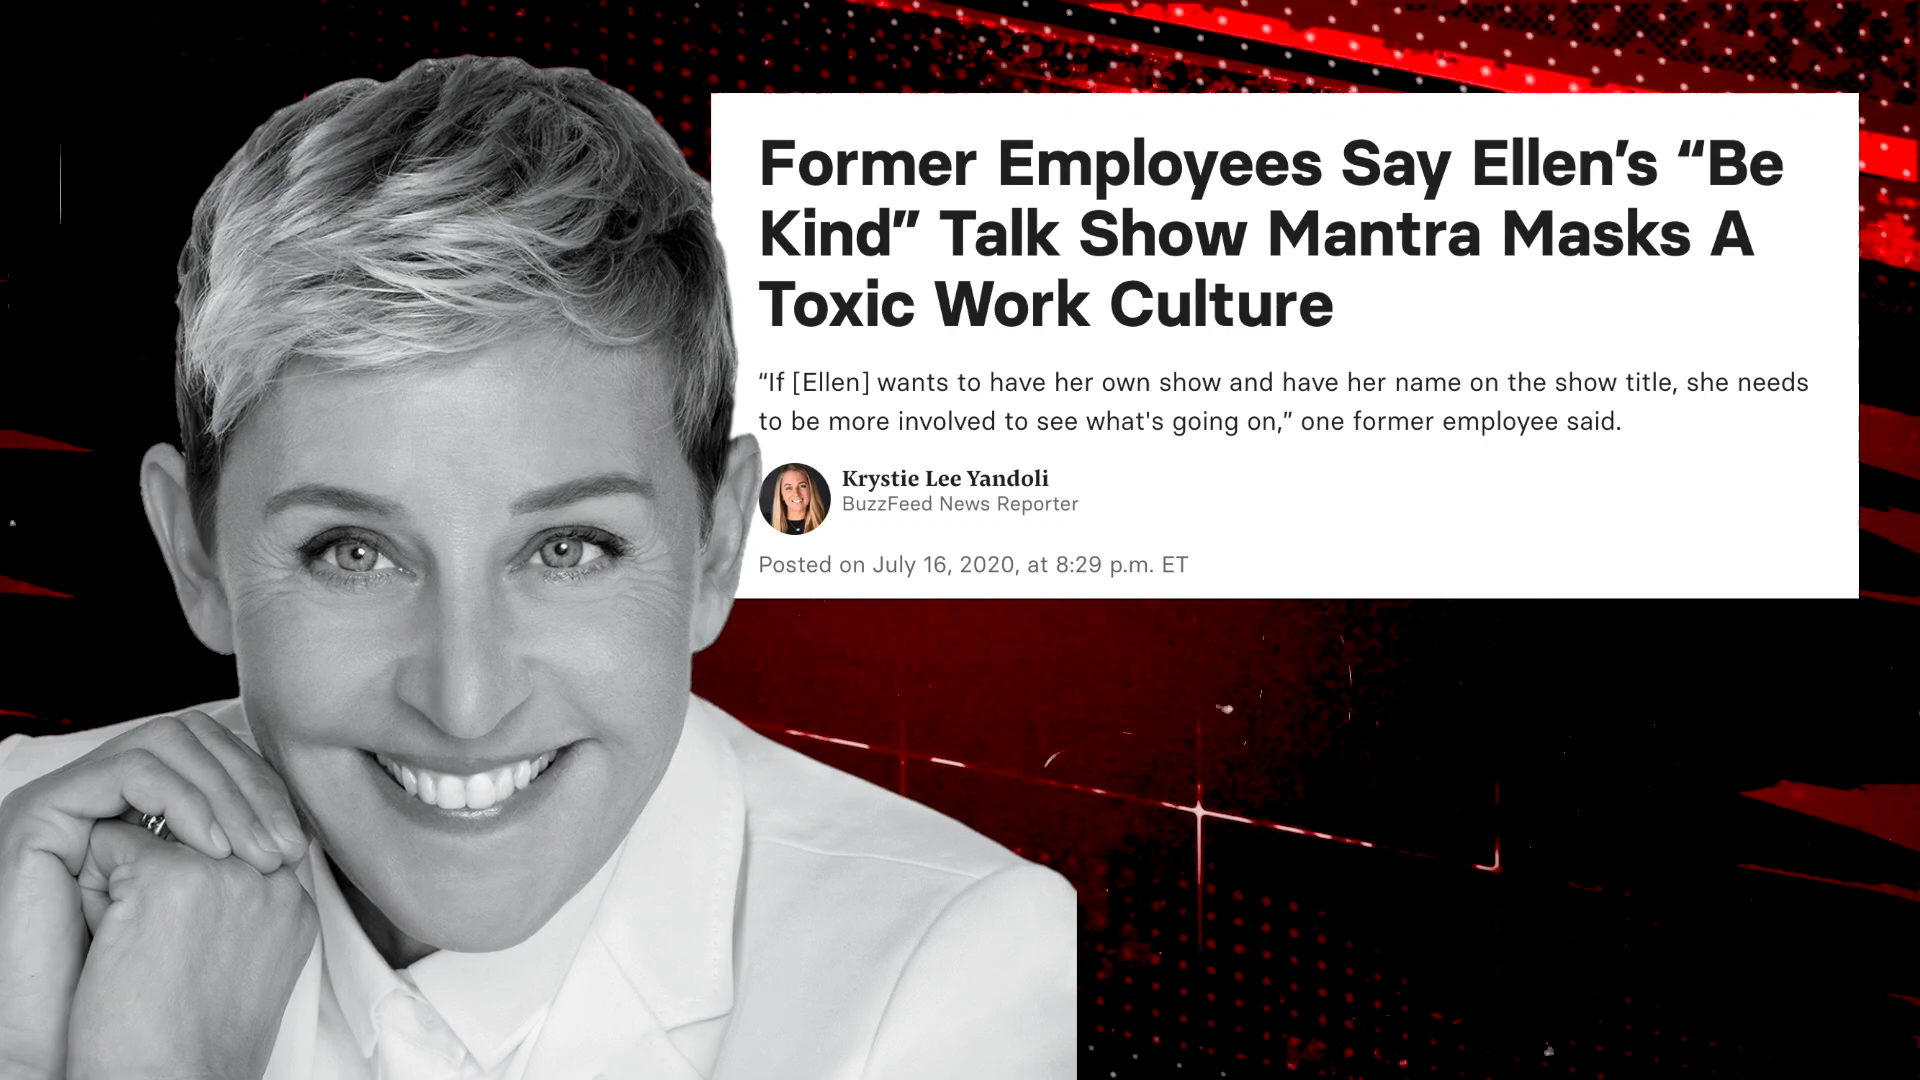 Former Employees Say Ellen’s “Be
Kind” Talk Show Mantra Masks A
Toxic Work Culture
“If [Ellen] wants to have her own show and have her name on the show title, she needs
to be more involved to see what's going on,” one former employee said.
Krystie Lee Yandoli
BuzzFeed News Reporter
Posted on July 16, 2020, at 8:29 p.m. ET